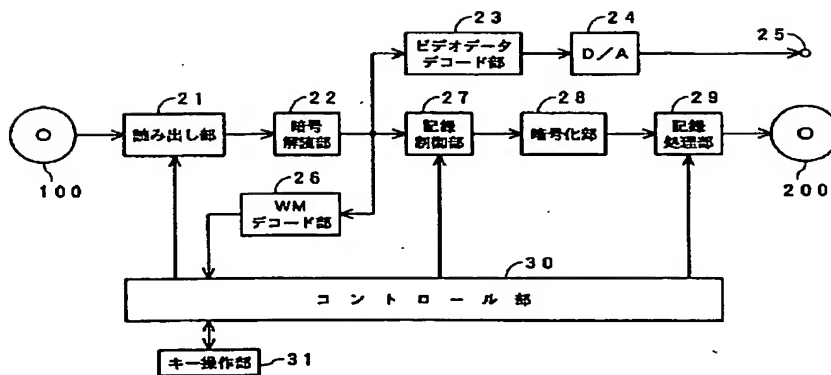 23
24
25
ビデオデータ
デコード部
D/A
21
22
27
28
29
読み出し部
暗号
解読部
記録
制御部
暗号化部
記録
処理部
100
26
200
WM
デコード部
30
コントロール部
キー操作部
31